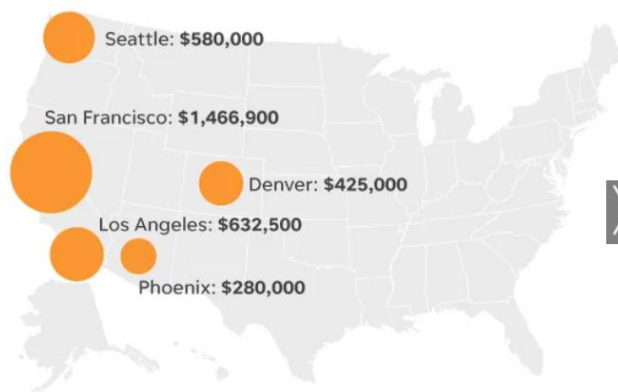 Seattle: $580,000
San Francisco: $1,466,900
Denver: $425,000
Los Angeles: $632,500
Phoenix: $280,000